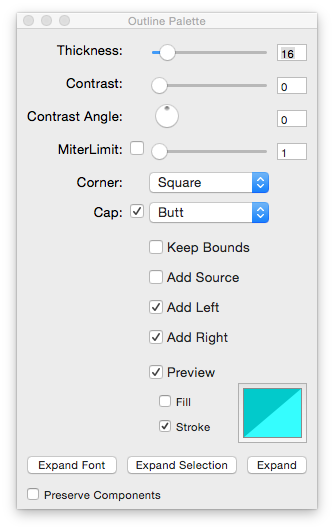 Outline Palette
Thickness: 16
Contrast: 0
Contrast Angle: 0
MiterLimit: 1
Corner: Square
Cap: Butt
Keep Bounds
Add Source
Add Left
Add Right
Preview
Fill
Stroke
Expand Font Expand Selection Expand
Preserve Components